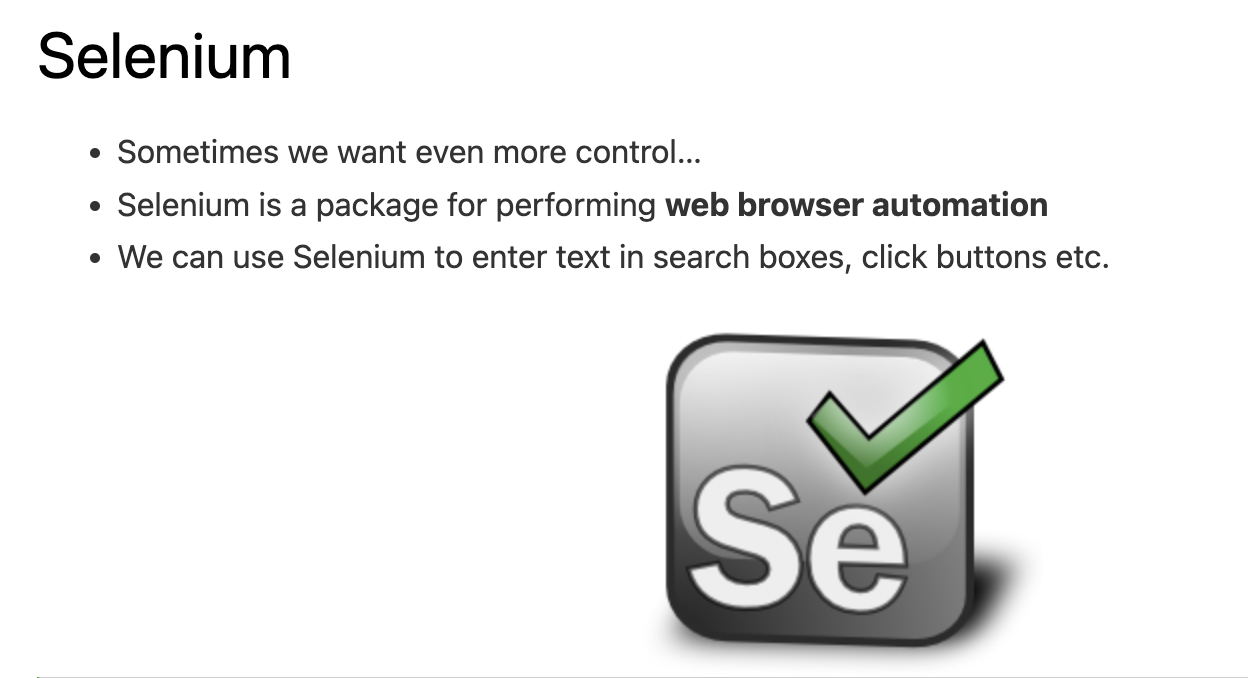 Selenium
• Sometimes we want even more control...
• Selenium is a package for performing web browser automation
• We can use Selenium to enter text in search boxes, click buttons etc.
Se